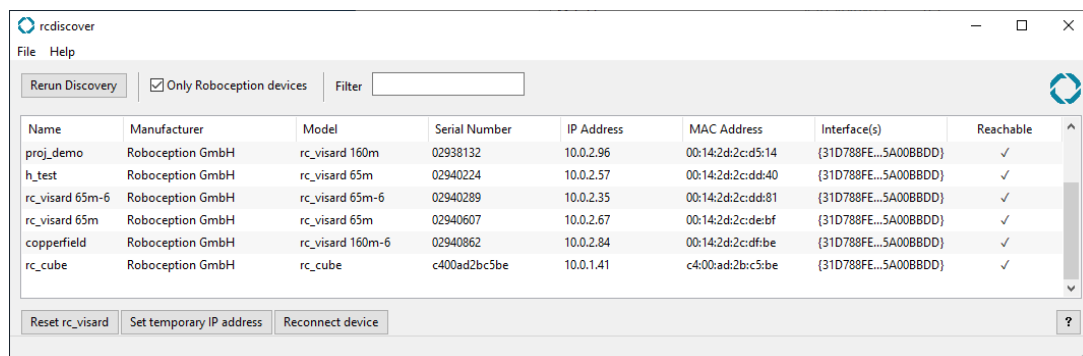 rcdiscover
File Help
Rerun Discovery Only Roboception devices Filter
Name Manufacturer Model Serial Number IP Address MAC Address Interface(s) Reachable
proj_demo Roboception GmbH rc_visard 160m 02938132 10.0.2.96 00:14:2d:2c:d5:14 {31D788FE...5A00BBDD} ✓
h_test Roboception GmbH rc_visard 65m 02940224 10.0.2.57 00:14:2d:2c:dd:40 {31D788FE...5A00BBDD} ✓
rc_visard 65m-6 Roboception GmbH rc_visard 65m-6 02940289 10.0.2.35 00:14:2d:2c:dd:81 {31D788FE...5A00BBDD} ✓
rc_visard 65m Roboception GmbH rc_visard 65m 02940607 10.0.2.67 00:14:2d:2c:de:bf {31D788FE...5A00BBDD} ✓
copperfield Roboception GmbH rc_visard 160m-6 02940862 10.0.2.84 00:14:2d:2c:df:be {31D788FE...5A00BBDD} ✓
rc_cube Roboception GmbH rc_cube c400ad2bc5be 10.0.1.41 c4:00:ad:2b:c5:be {31D788FE...5A00BBDD} ✓
Reset rc_visard Set temporary IP address Reconnect device ?